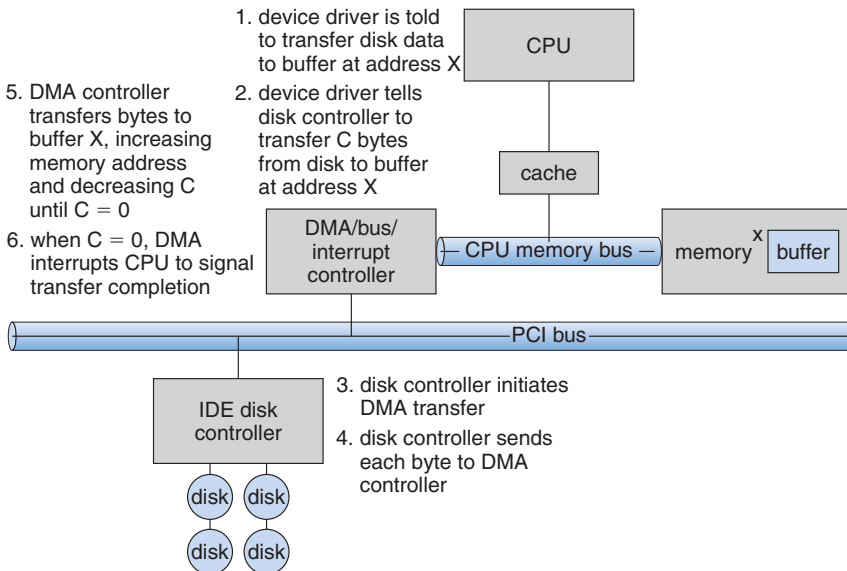 1. device driver is told
to transfer disk data
to buffer at address X
2. device driver tells
disk controller to
transfer C bytes
from disk to buffer
at address X
5. DMA controller
transfers bytes to
buffer X, increasing
memory address
and decreasing C
until C = 0
6. when C = 0, DMA
interrupts CPU to signal
transfer completion
CPU
cache
DMA/bus/
interrupt
controller
CPU memory bus
memory
x
buffer
PCI bus
IDE disk
controller
3. disk controller initiates
DMA transfer
4. disk controller sends
each byte to DMA
controller
disk
disk
disk
disk